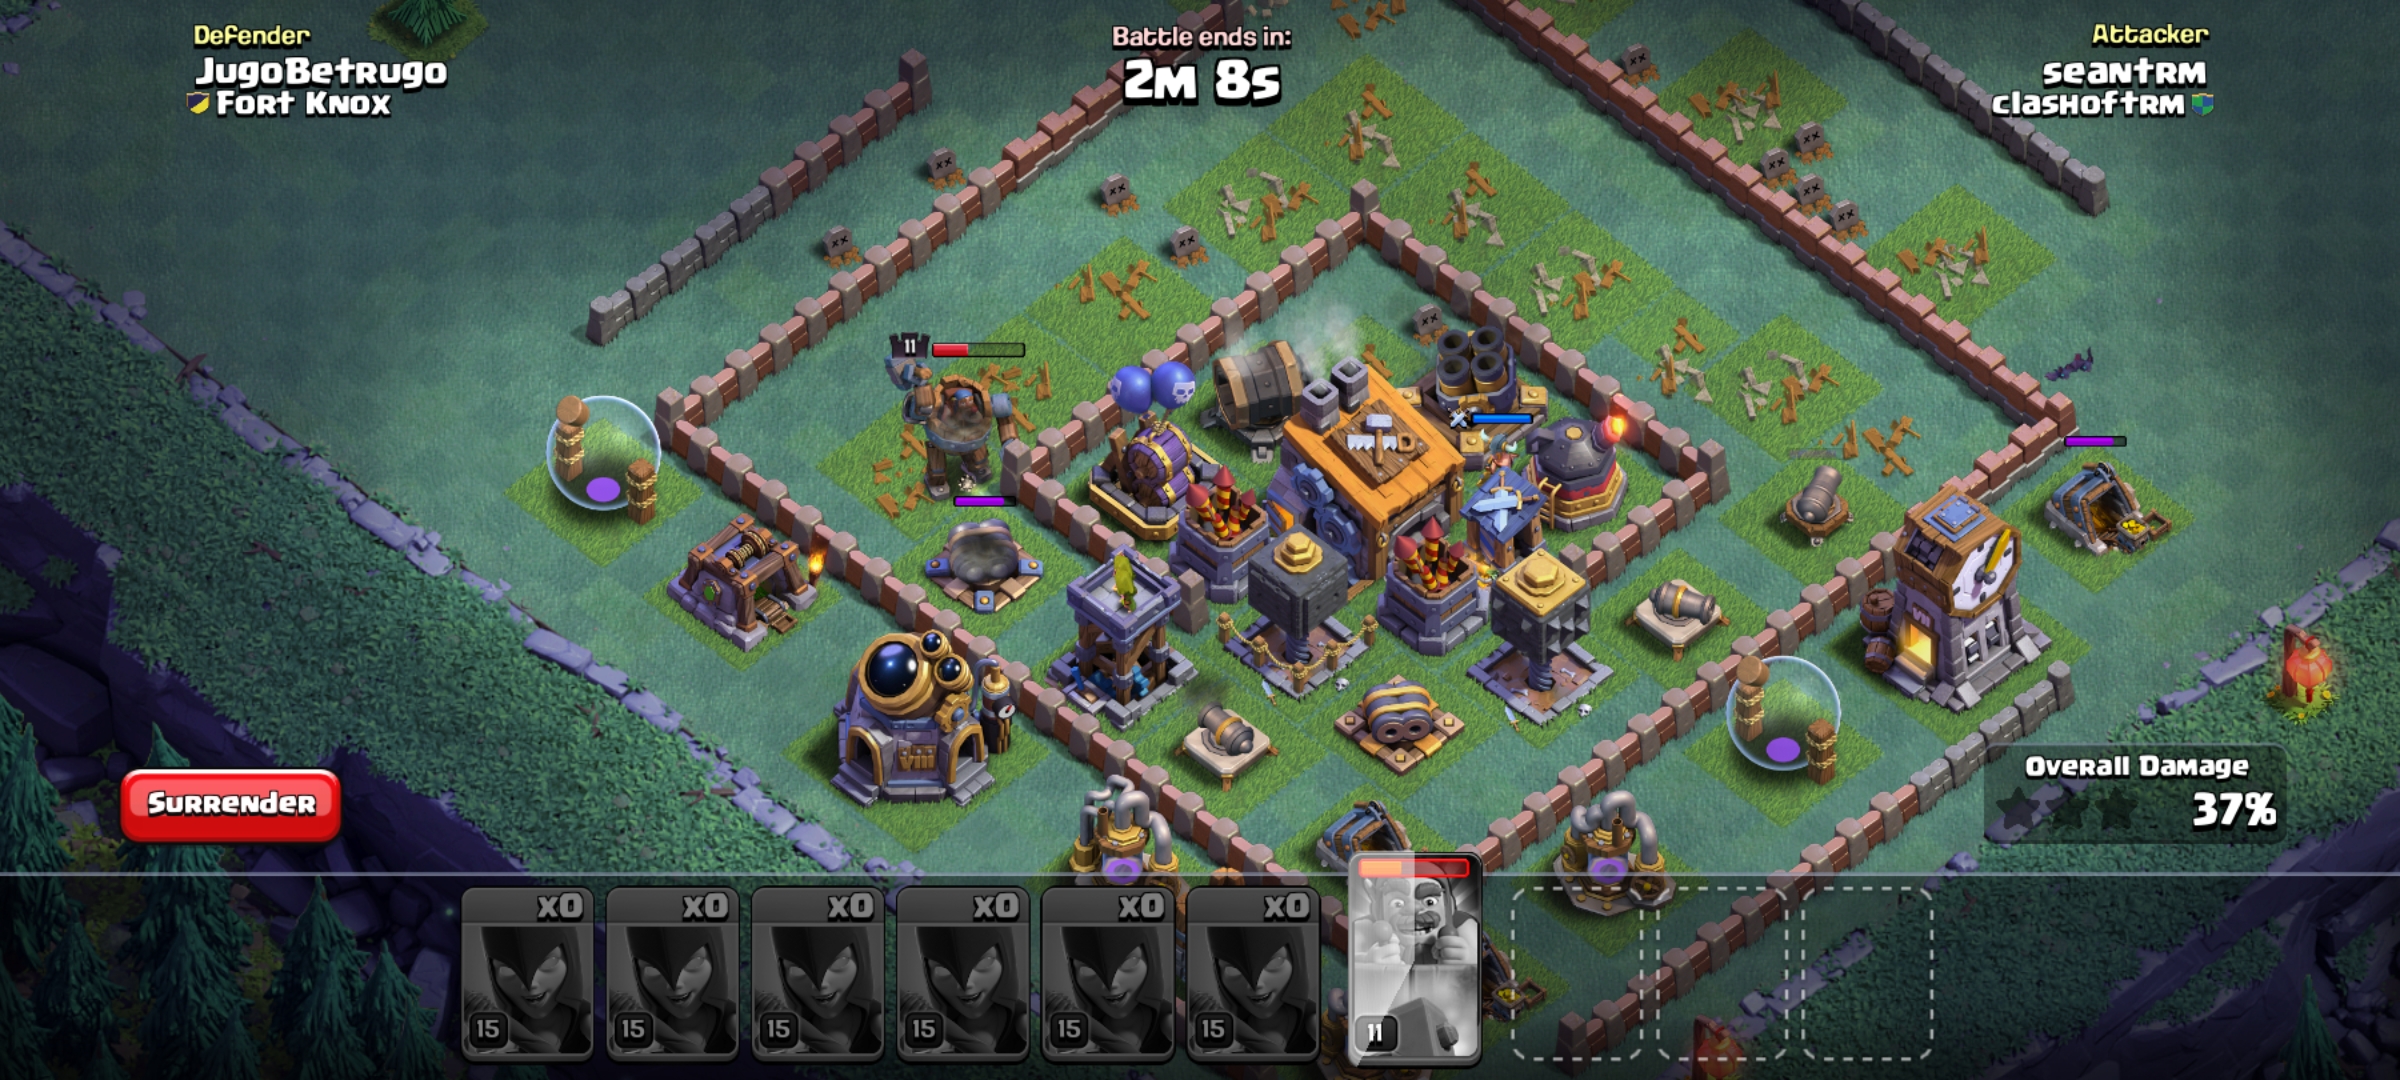 Defender
JugoBetrugo
Fort Knox
Battle ends in:
2M 8s
Attacker
seantRM
clashoftRM
11
VIII
Surrender
Overall Damage
37%
x0
x0
x0
x0
x0
x0
15
15
15
15
15
15
11